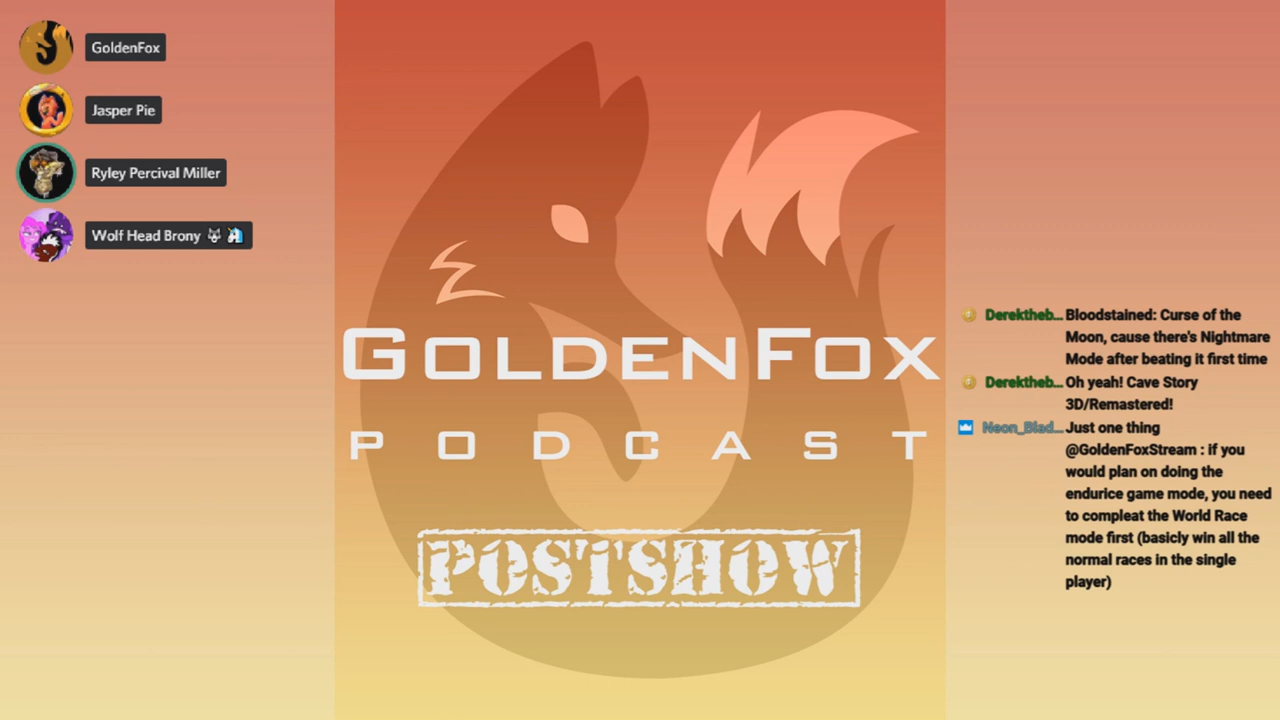 GoldenFox
Jasper Pie
Ryley Percival Miller
Wolf Head Brony 🐺 🦄
GOLDENFOX
PODCAST
POSTSHOW
Derektheb... Bloodstained: Curse of the
Moon, cause there's Nightmare
Mode after beating it first time
Derektheb... Oh yeah! Cave Story
3D/Remastered!
Neon_Blad... Just one thing
@GoldenFoxStream : if you
would plan on doing the
endurice game mode, you need
to compleat the World Race
mode first (basicly win all the
normal races in the single
player)